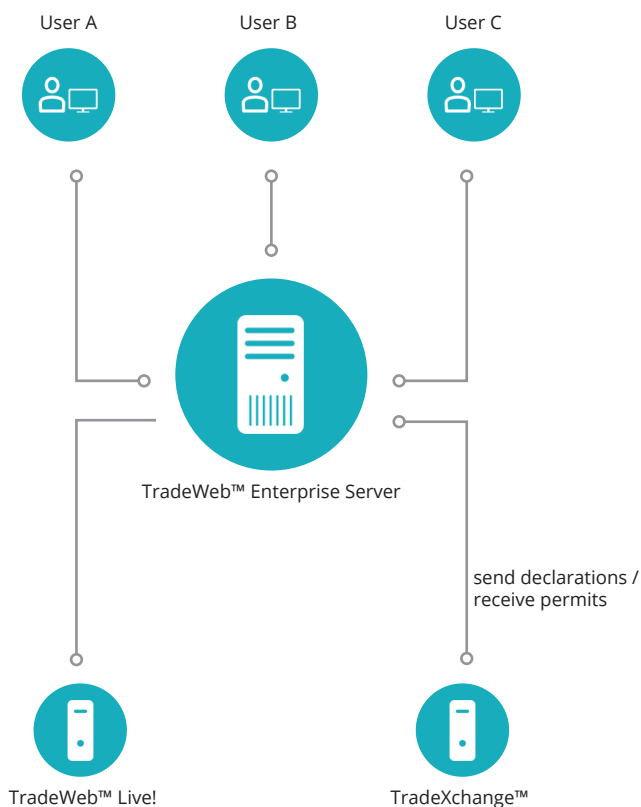 User A
User B
User C
TradeWeb™ Enterprise Server
send declarations /
receive permits
TradeWeb™ Live!
TradeXchange™